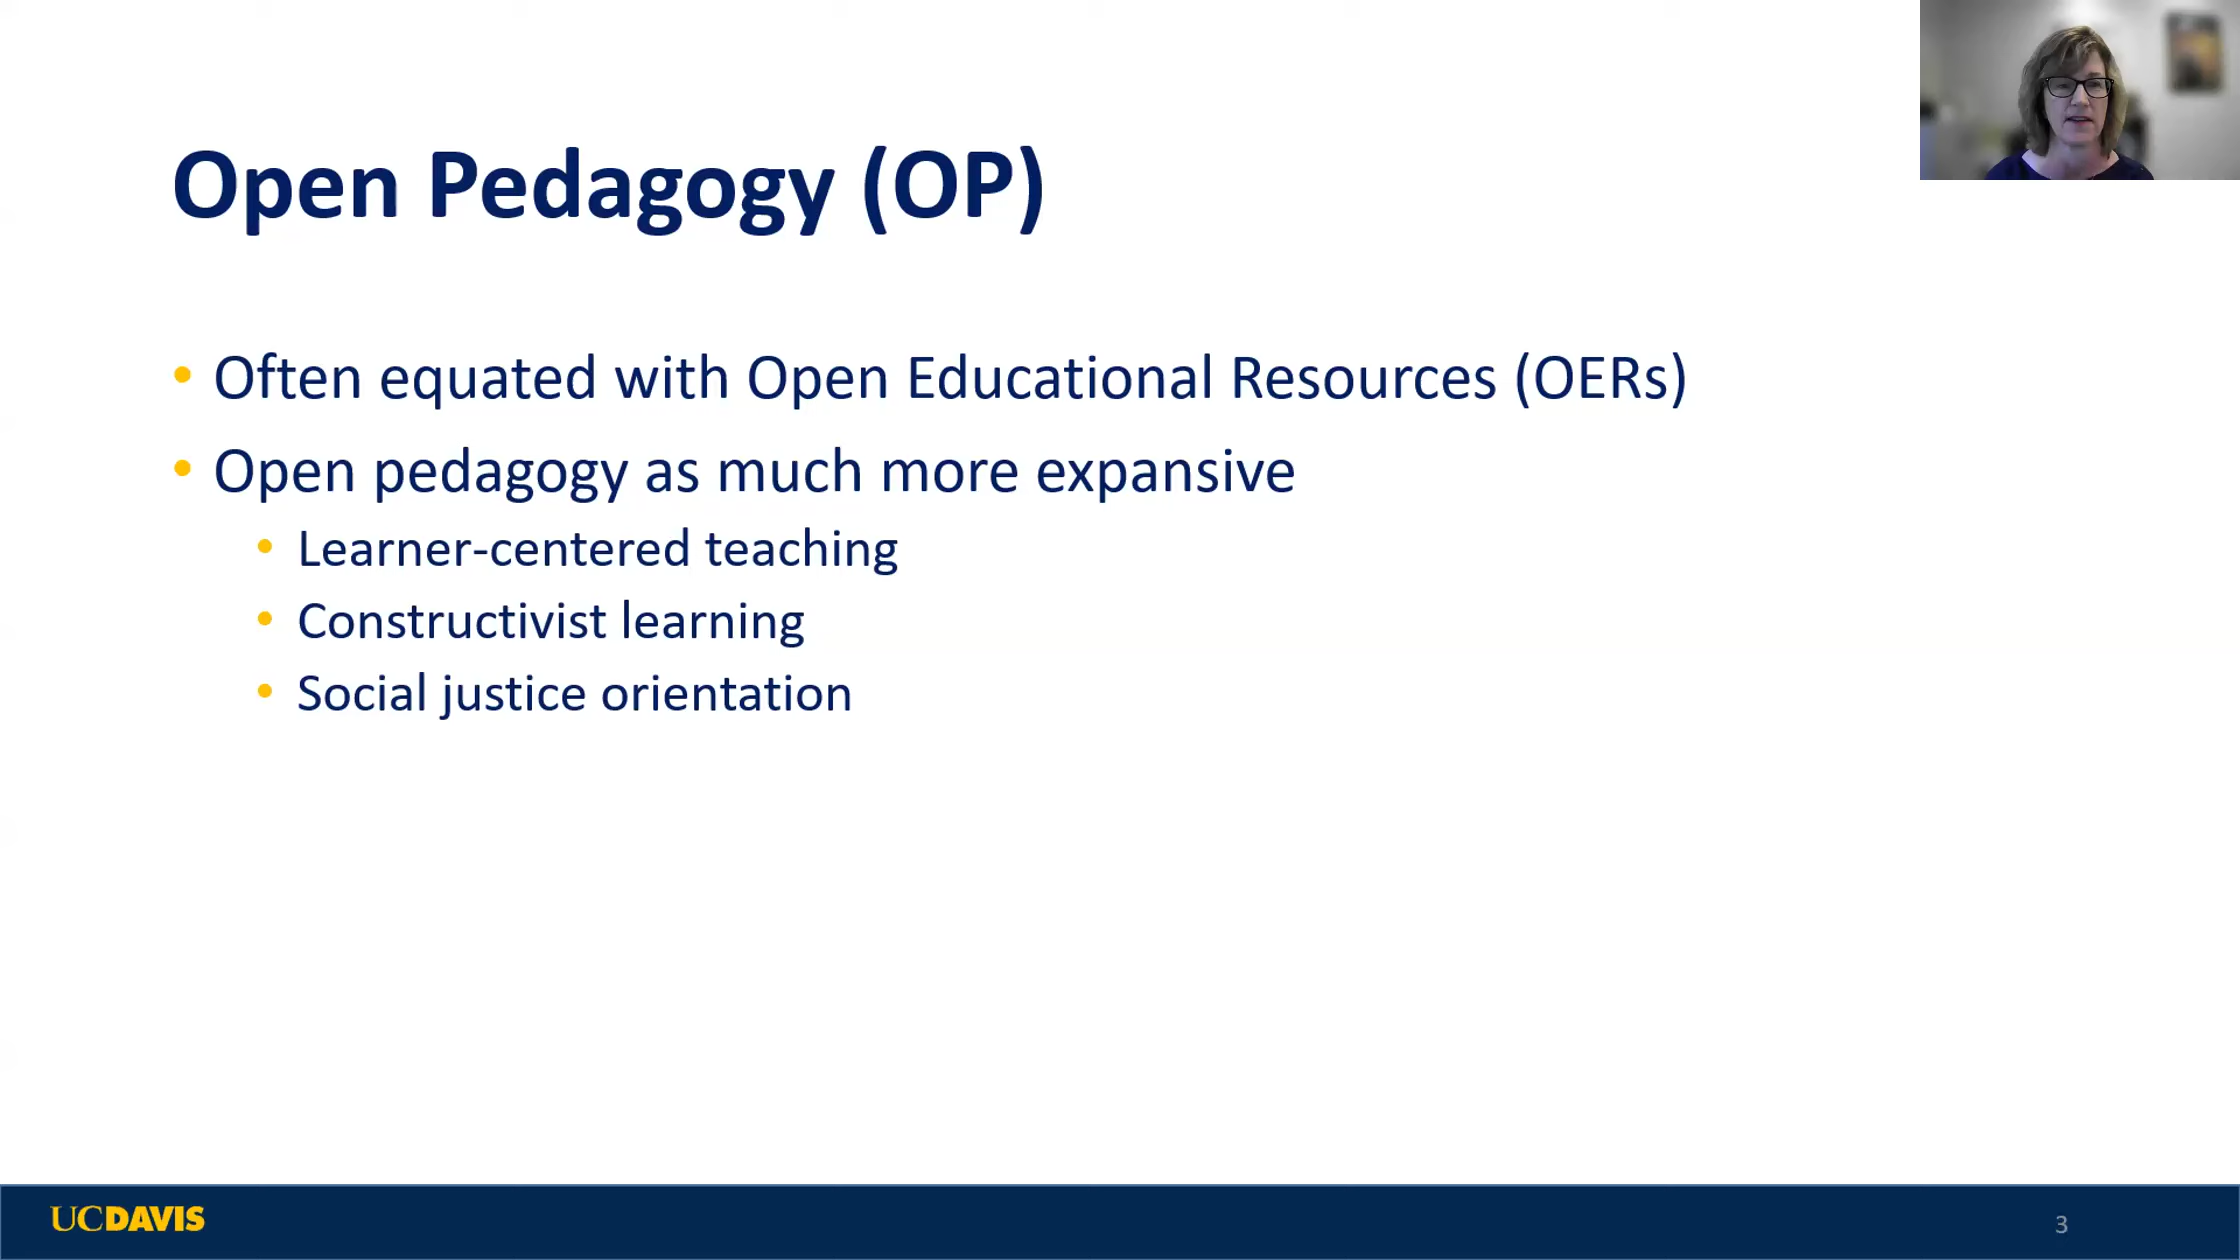 Open Pedagogy (OP)
• Often equated with Open Educational Resources (OERs)
• Open pedagogy as much more expansive
• Learner-centered teaching
• Constructivist learning
• Social justice orientation
UCDAVIS
3